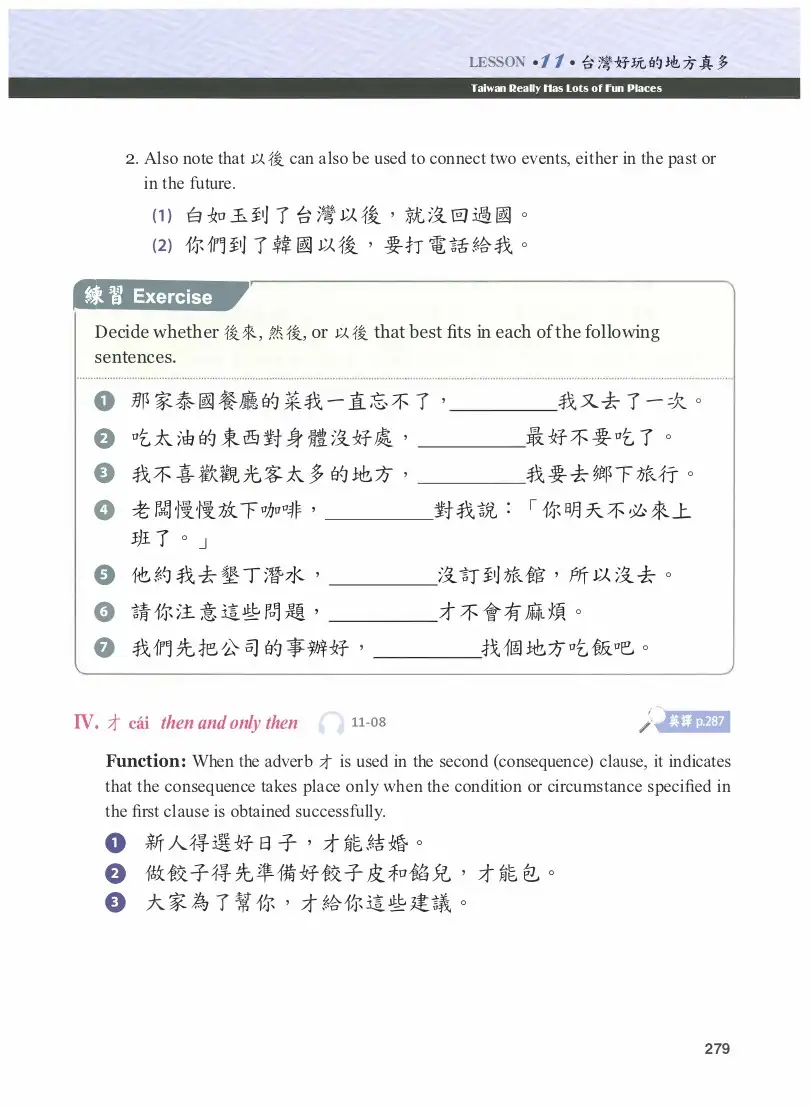 LESSON •11• 台灣好玩的地方真多
Taiwan Really Has Lots of Fun Places
2. Also note that 以後 can also be used to connect two events, either in the past or
in the future.
(1) 白如玉到了台灣以後，就沒回過國。
(2) 你們到了韓國以後，要打電話給我。
練習 Exercise
Decide whether 後來, 然後, or 以後 that best fits in each of the following
sentences.
1 那家泰國餐廳的菜我一直忘不了，___________我又去了一次。
2 吃太油的東西對身體沒好處，___________最好不要吃了。
3 我不喜歡觀光客太多的地方，___________我要去鄉下旅行。
4 老闆慢慢放下咖啡，___________對我說：「你明天不必來上
班了。」
5 他約我去墾丁潛水，___________沒訂到旅館，所以沒去。
6 請你注意這些問題，___________才不會有麻煩。
7 我們先把公司的事辦好，___________找個地方吃飯吧。
IV. 才 cái then and only then 11-08 英譯 p.287
Function: When the adverb 才 is used in the second (consequence) clause, it indicates
that the consequence takes place only when the condition or circumstance specified in
the first clause is obtained successfully.
1 新人得選好日子，才能結婚。
2 做餃子得先準備好餃子皮和餡兒，才能包。
3 大家為了幫你，才給你這些建議。
279